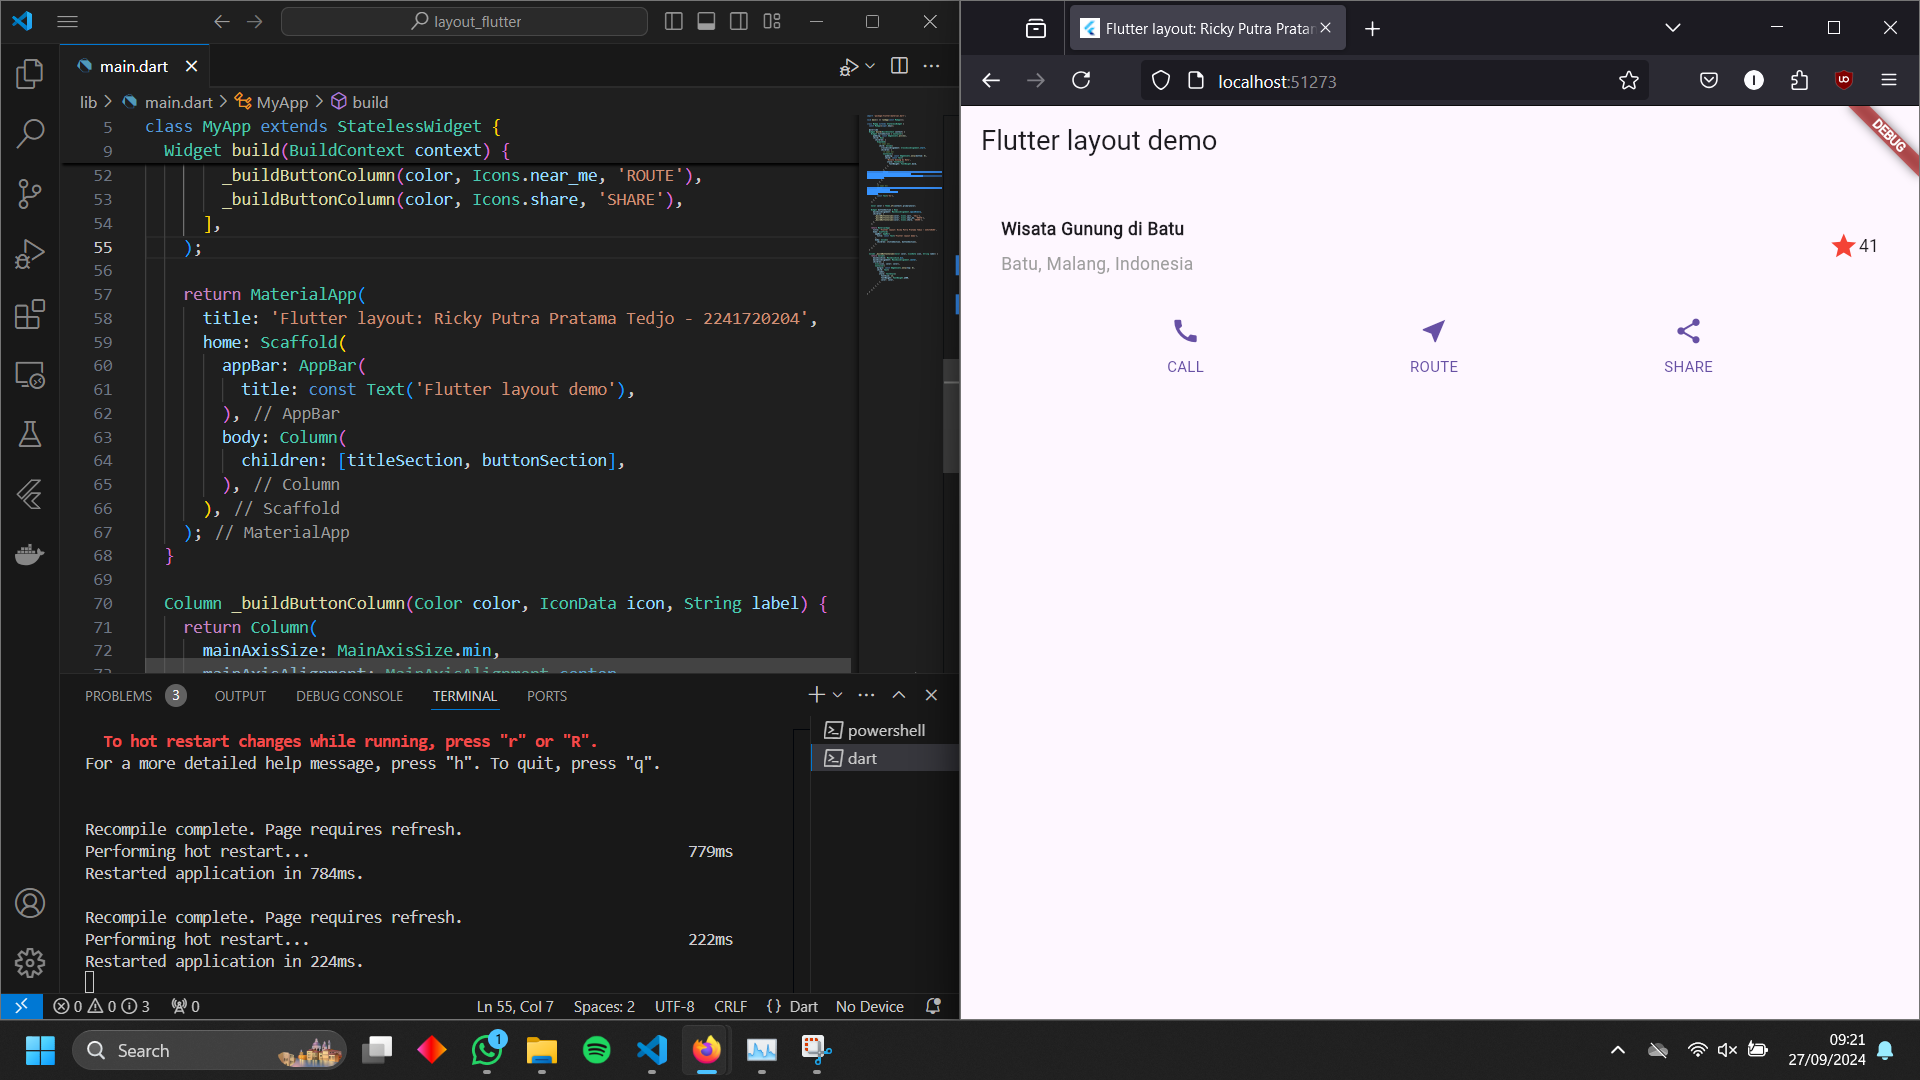 layout_flutter
main.dart
lib > main.dart > MyApp > build
5 class MyApp extends StatelessWidget {
9 Widget build(BuildContext context) {
52 _buildButtonColumn(color, Icons.near_me, 'ROUTE'),
53 _buildButtonColumn(color, Icons.share, 'SHARE'),
54 ],
55 );
56
57 return MaterialApp(
58 title: 'Flutter layout: Ricky Putra Pratama Tedjo - 2241720204',
59 home: Scaffold(
60 appBar: AppBar(
61 title: const Text('Flutter layout demo'),
62 ), // AppBar
63 body: Column(
64 children: [titleSection, buttonSection],
65 ), // Column
66 ), // Scaffold
67 ); // MaterialApp
68 }
69
70 Column _buildButtonColumn(Color color, IconData icon, String label) {
71 return Column(
72 mainAxisSize: MainAxisSize.min,
PROBLEMS 3 OUTPUT DEBUG CONSOLE TERMINAL PORTS
To hot restart changes while running, press "r" or "R".
For a more detailed help message, press "h". To quit, press "q".
Recompile complete. Page requires refresh.
Performing hot restart... 779ms
Restarted application in 784ms.
Recompile complete. Page requires refresh.
Performing hot restart... 222ms
Restarted application in 224ms.
powershell
dart
0 0 3 0 Ln 55, Col 7 Spaces: 2 UTF-8 CRLF {} Dart No Device
Flutter layout: Ricky Putra Pratam
localhost:51273
Flutter layout demo
DEBUG
Wisata Gunung di Batu
Batu, Malang, Indonesia
41
CALL
ROUTE
SHARE
Search
1
09:21
27/09/2024